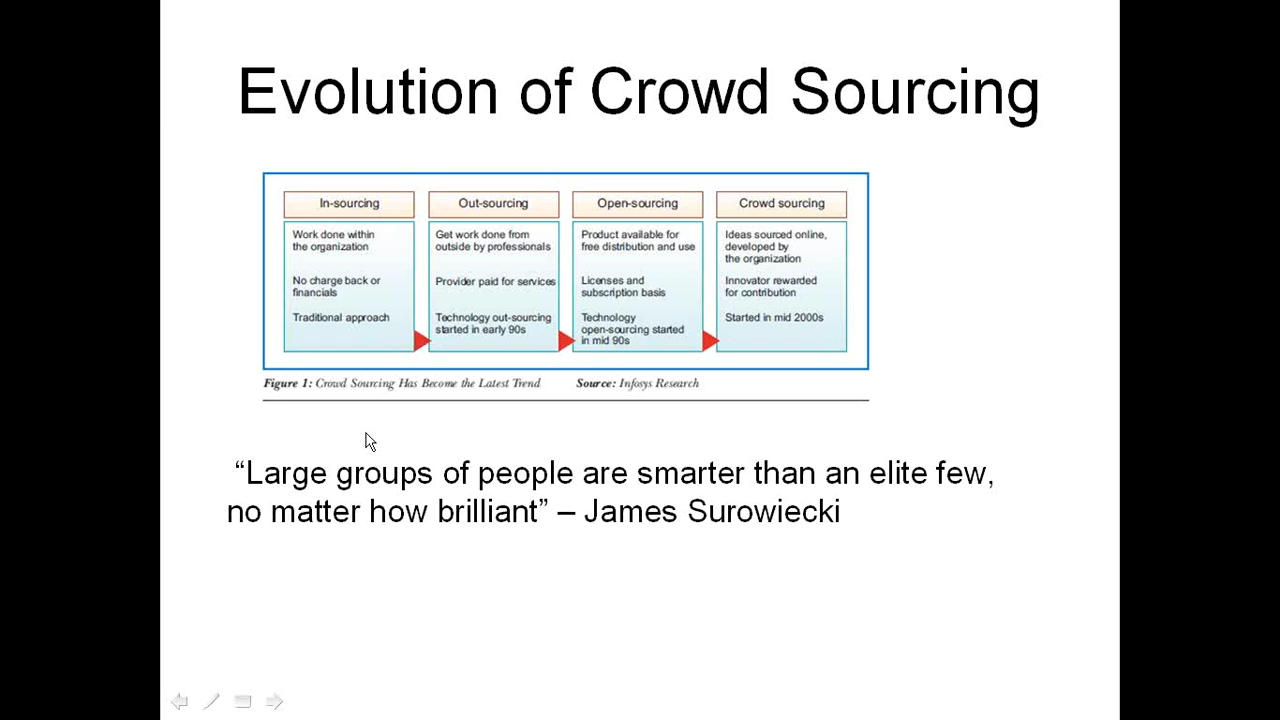 Evolution of Crowd Sourcing
In-sourcing
Work done within
the organization
No charge back or
financials
Traditional approach
Out-sourcing
Get work done from
outside by professionals
Provider paid for services
Technology out-sourcing
started in early 90s
Open-sourcing
Product available for
free distribution and use
Licenses and
subscription basis
Technology
open-sourcing started
in mid 90s
Crowd sourcing
Ideas sourced online,
developed by
the organization
Innovator rewarded
for contribution
Started in mid 2000s
Figure 1: Crowd Sourcing Has Become the Latest Trend Source: Infosys Research
“Large groups of people are smarter than an elite few,
no matter how brilliant” – James Surowiecki